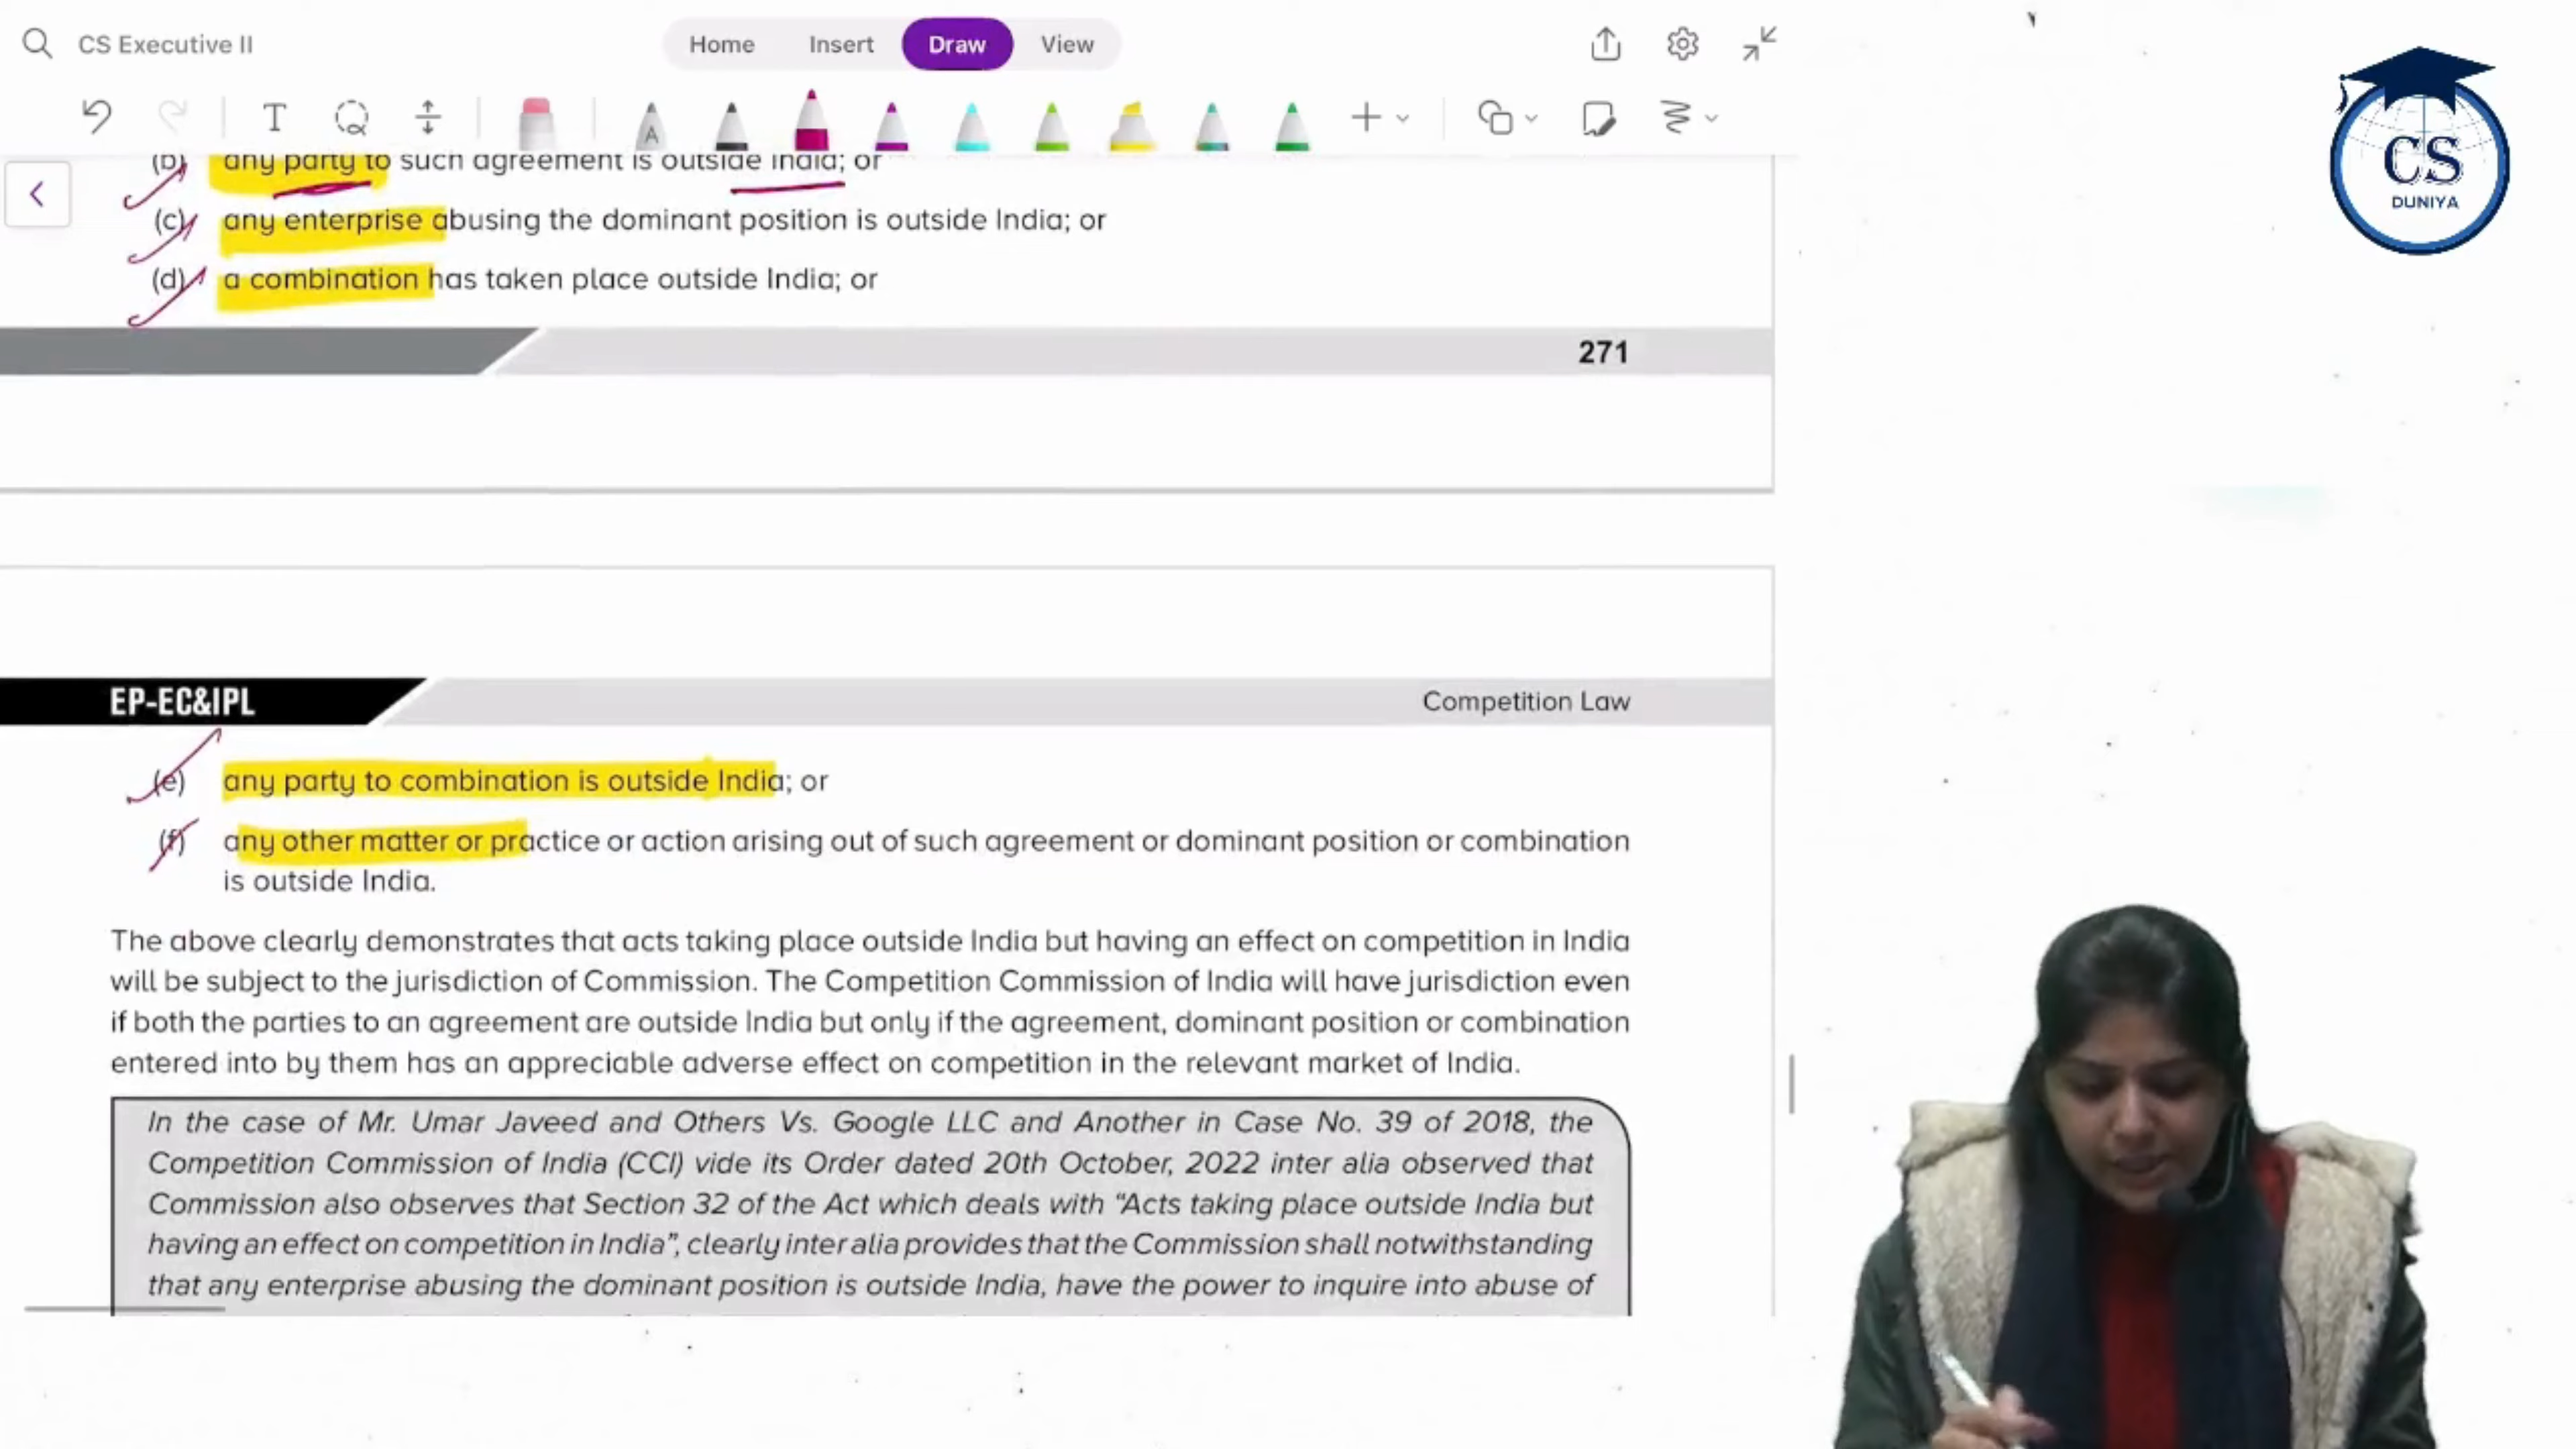 CS Executive II
Home Insert Draw View
A
(b) any party to such agreement is outside India; or
(c) any enterprise abusing the dominant position is outside India; or
(d) a combination has taken place outside India; or
271
EP-EC&IPL
Competition Law
(e) any party to combination is outside India; or
(f) any other matter or practice or action arising out of such agreement or dominant position or combination
is outside India.
The above clearly demonstrates that acts taking place outside India but having an effect on competition in India
will be subject to the jurisdiction of Commission. The Competition Commission of India will have jurisdiction even
if both the parties to an agreement are outside India but only if the agreement, dominant position or combination
entered into by them has an appreciable adverse effect on competition in the relevant market of India.
In the case of Mr. Umar Javeed and Others Vs. Google LLC and Another in Case No. 39 of 2018, the
Competition Commission of India (CCI) vide its Order dated 20th October, 2022 inter alia observed that
Commission also observes that Section 32 of the Act which deals with “Acts taking place outside India but
having an effect on competition in India”, clearly inter alia provides that the Commission shall notwithstanding
that any enterprise abusing the dominant position is outside India, have the power to inquire into abuse of
CS
DUNIYA